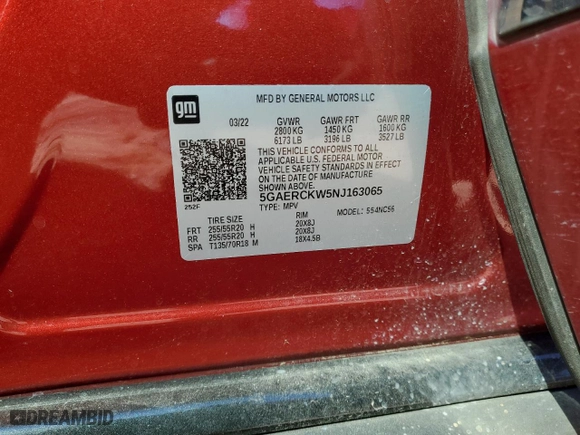 gm
MFD BY GENERAL MOTORS LLC
03/22 GVWR GAWR FRT GAWR RR
2800 KG 1450 KG 1600 KG
6173 LB 3196 LB 3527 LB
THIS VEHICLE CONFORMS TO ALL
APPLICABLE U.S. FEDERAL MOTOR
VEHICLE SAFETY STANDARDS IN EFFECT
ON THE DATE OF MANUFACTURE
SHOWN ABOVE.
5GAERCKW5NJ163065
252F TYPE: MPV MODEL: 554NC56
TIRE SIZE RIM
FRT 255/55R20 H 20X8J
RR 255/55R20 H 20X8J
SPA T135/70R18 M 18X4.5B
DREAMBID